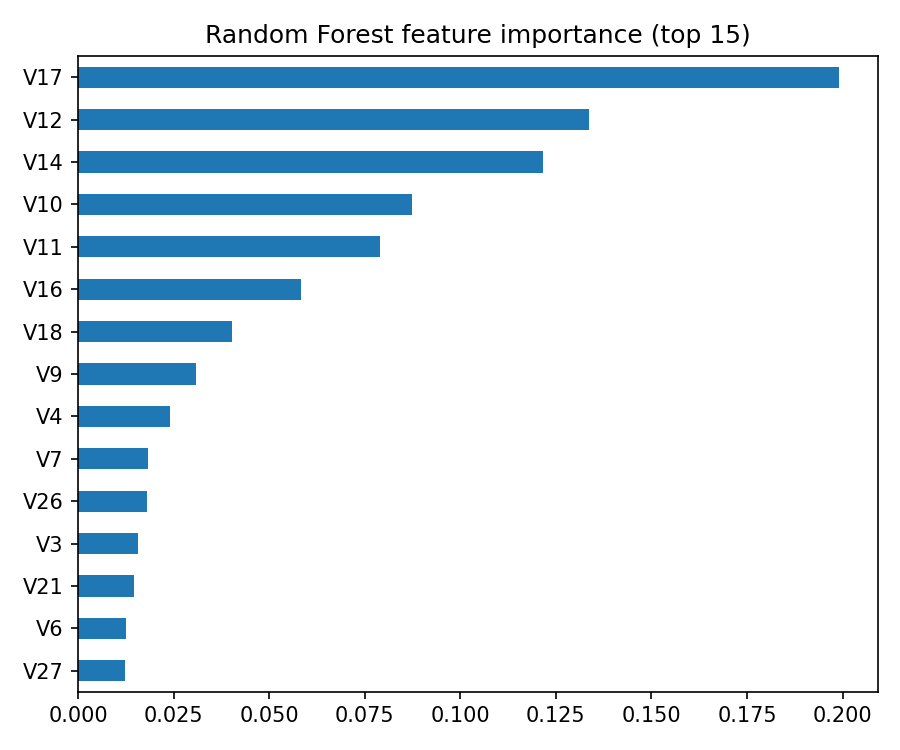 Random Forest feature importance (top 15)
V17
V12
V14
V10
V11
V16
V18
V9
V4
V7
V26
V3
V21
V6
V27
0.000 0.025 0.050 0.075 0.100 0.125 0.150 0.175 0.200